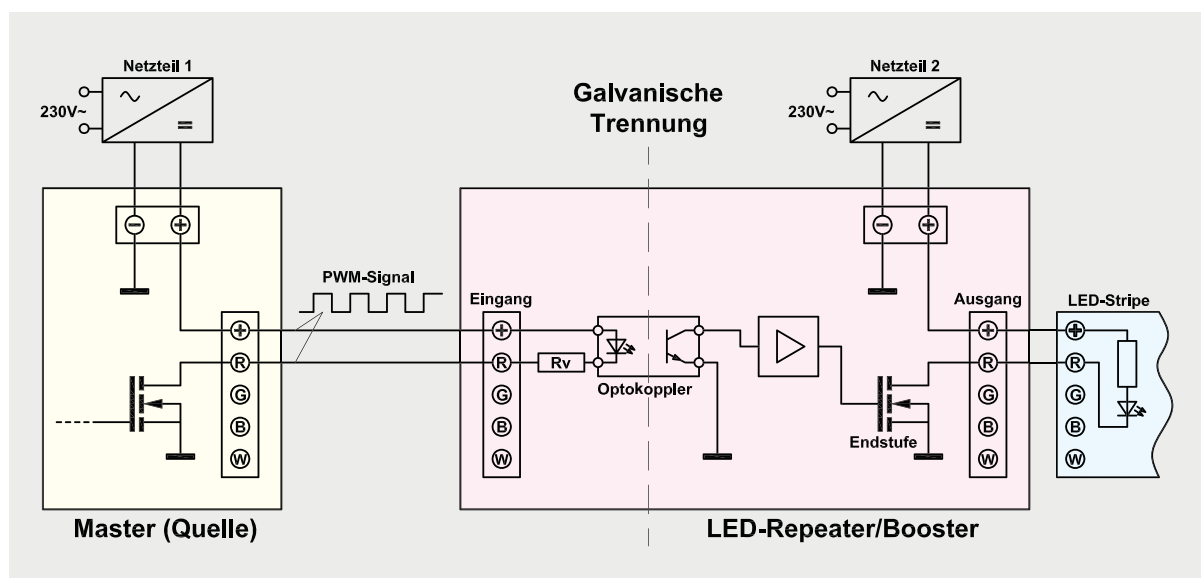 Netzteil 1
230V~
Netzteil 2
230V~
Galvanische
Trennung
PWM-Signal
Eingang
Ausgang
LED-Stripe
+
R
G
B
W
+
R
G
B
W
Rv
Optokoppler
Endstufe
+
R
G
B
W
+
R
G
B
W
Master (Quelle)
LED-Repeater/Booster